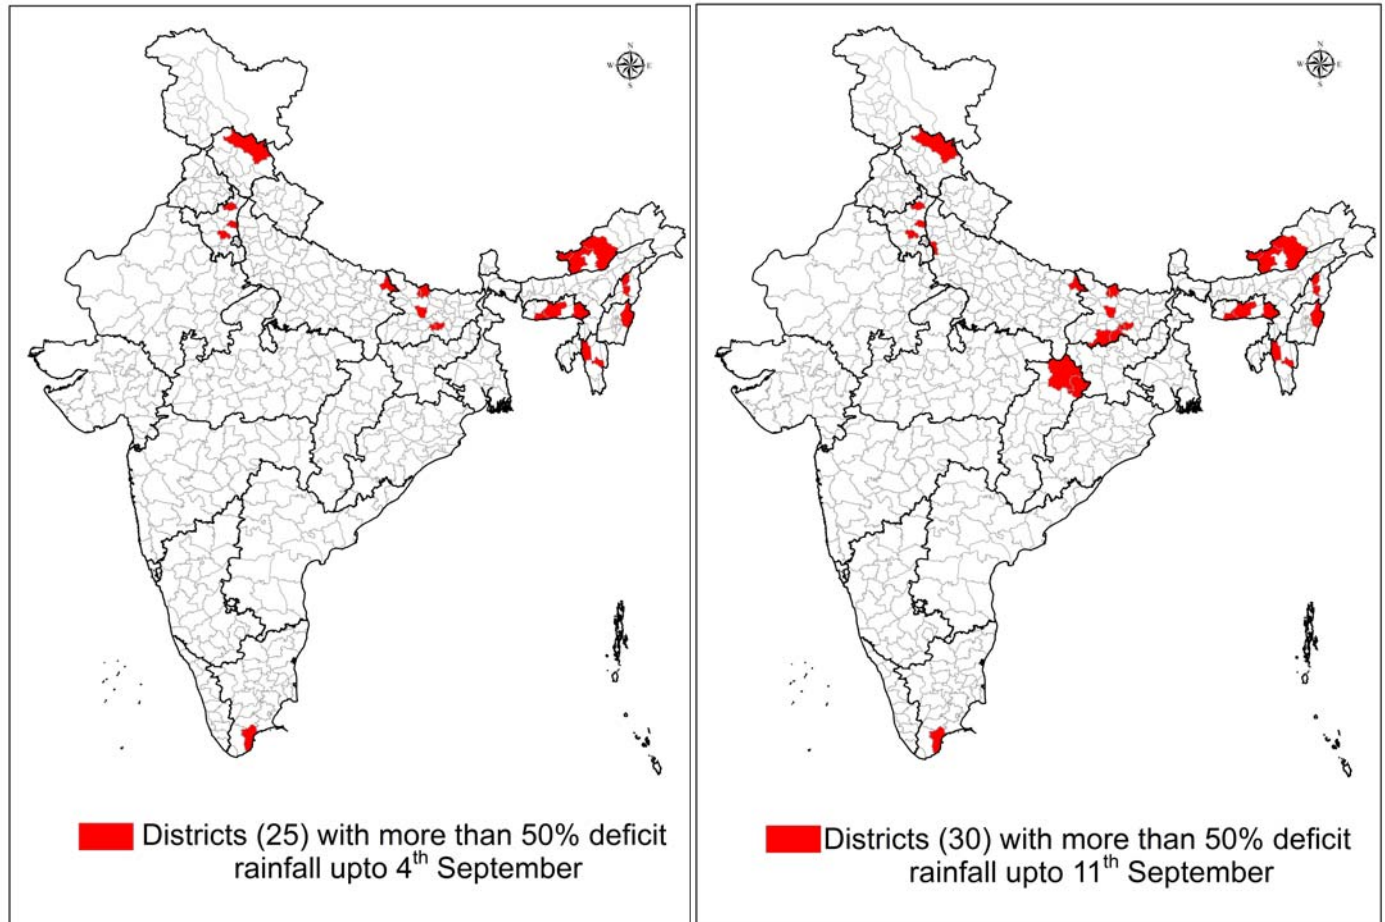 N
W E
S
N
W E
S
Districts (25) with more than 50% deficit
rainfall upto 4th September
Districts (30) with more than 50% deficit
rainfall upto 11th September